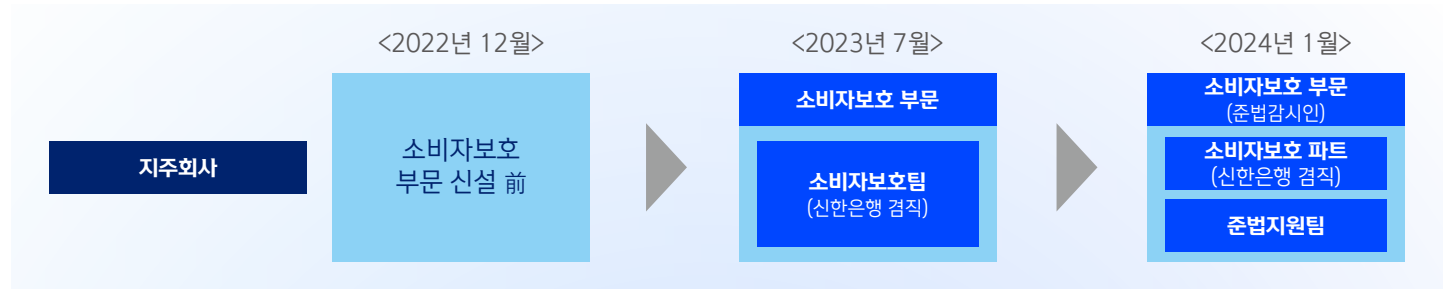 <2022년 12월>
<2023년 7월>
<2024년 1월>
지주회사
소비자보호
부문 신설 前
소비자보호 부문
소비자보호팀
(신한은행 겸직)
소비자보호 부문
(준법감시인)
소비자보호 파트
(신한은행 겸직)
준법지원팀